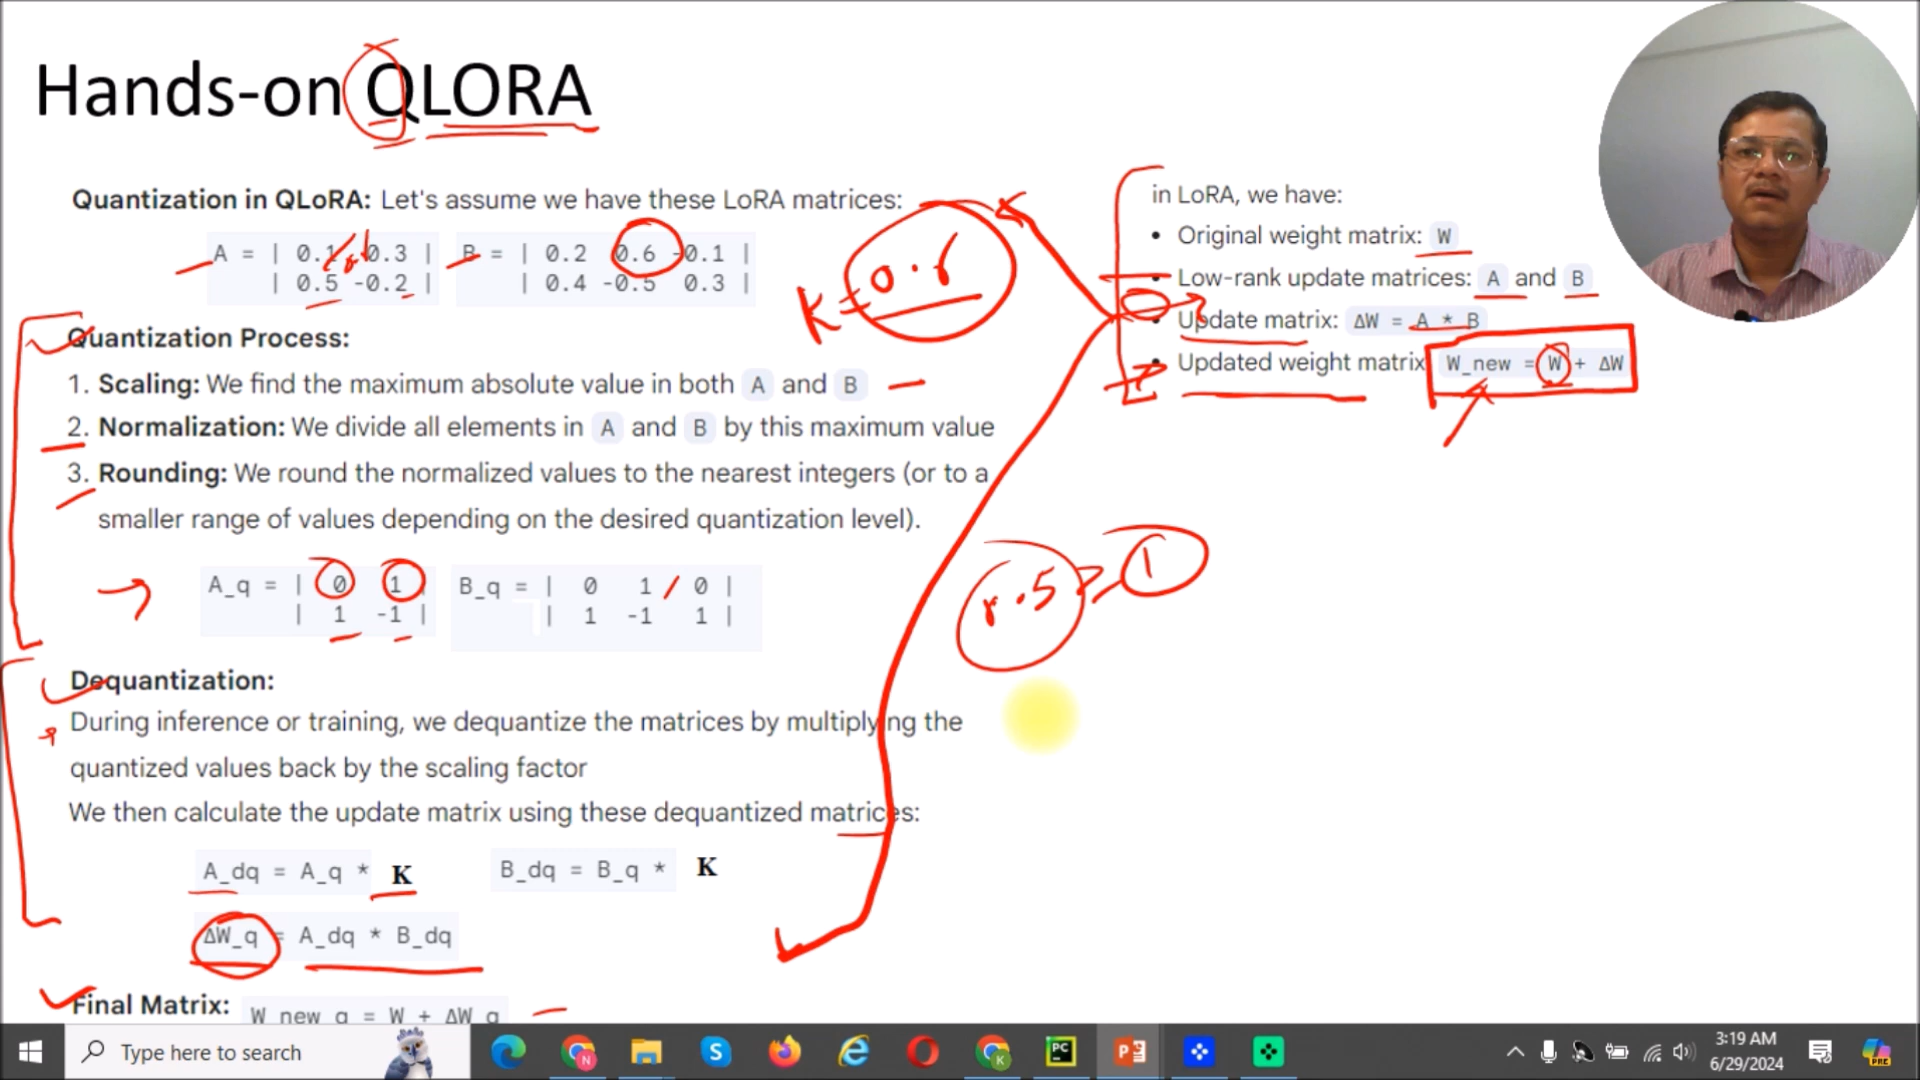 Hands-on QLORA
Quantization in QLoRA: Let's assume we have these LoRA matrices:
A = | 0.1 0.3 |
| 0.5 -0.2 |
B = | 0.2 0.6 -0.1 |
| 0.4 -0.5 0.3 |
K = 0.6
Quantization Process:
1. Scaling: We find the maximum absolute value in both A and B
2. Normalization: We divide all elements in A and B by this maximum value
3. Rounding: We round the normalized values to the nearest integers (or to a
smaller range of values depending on the desired quantization level).
A_q = | 0 1 |
| 1 -1 |
B_q = | 0 1 0 |
| 1 -1 1 |
Dequantization:
During inference or training, we dequantize the matrices by multiplying the
quantized values back by the scaling factor
We then calculate the update matrix using these dequantized matrices:
A_dq = A_q * K
B_dq = B_q * K
ΔW_q = A_dq * B_dq
Final Matrix: W_new_q = W + ΔW_q
in LoRA, we have:
• Original weight matrix: W
• Low-rank update matrices: A and B
• Update matrix: ΔW = A * B
• Updated weight matrix W_new = W + ΔW
1
Type here to search
3:19 AM
6/29/2024